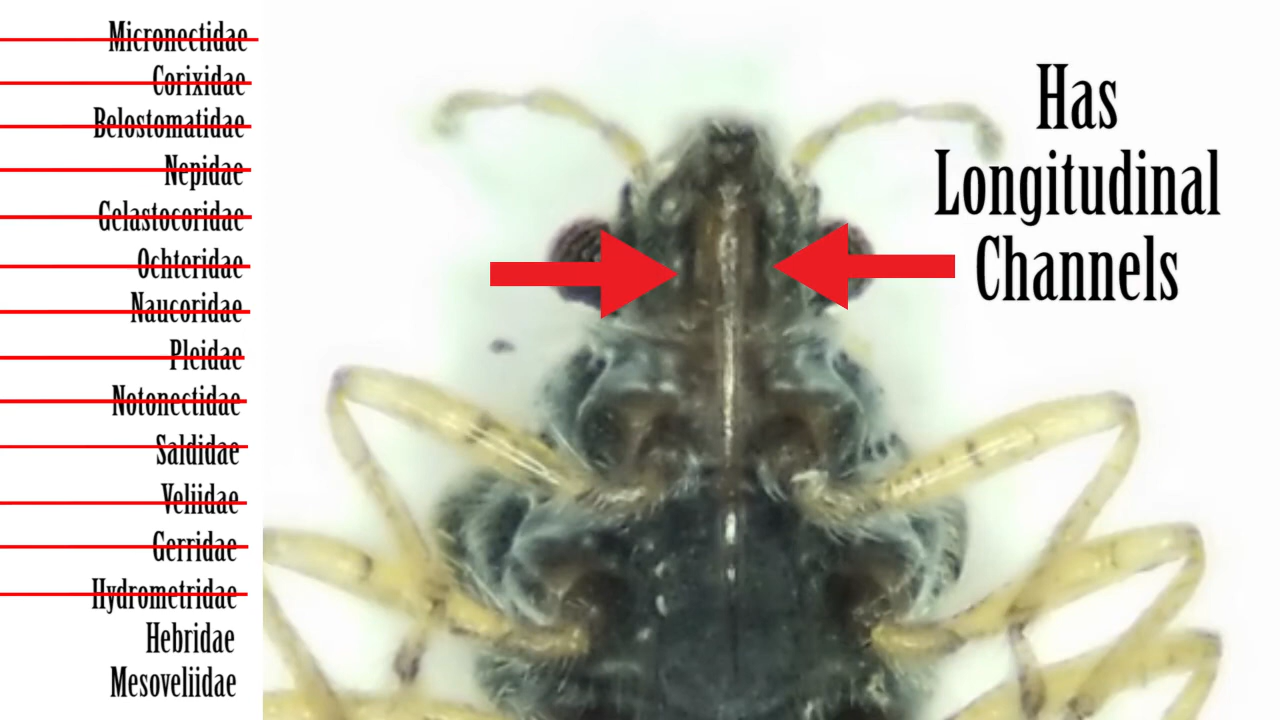 Micronectidae
Corixidae
Belostomatidae
Nepidae
Gelastocoridae
Ochteridae
Naucoridae
Pleidae
Notonectidae
Saldidae
Veliidae
Gerridae
Hydrometridae
Hebridae
Mesoveliidae
Has
Longitudinal
Channels